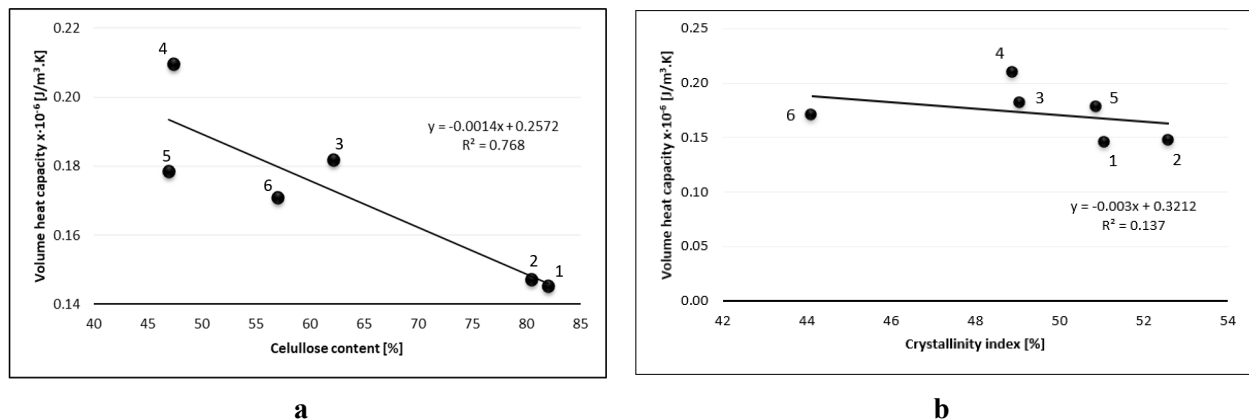 0.22
0.20
0.18
0.16
0.14
Volume heat capacity x·10⁻⁶ [J/m³.K]
4
5
6
3
2
1
y = -0.0014x + 0.2572
R² = 0.768
40 45 50 55 60 65 70 75 80 85
Celullose content [%]
a
0.25
0.20
0.15
0.10
0.05
0.00
Volume heat capacity x·10⁻⁶ [J/m³.K]
6
4
3
5
1
2
y = -0.003x + 0.3212
R² = 0.137
42 44 46 48 50 52 54
Crystallinity index [%]
b